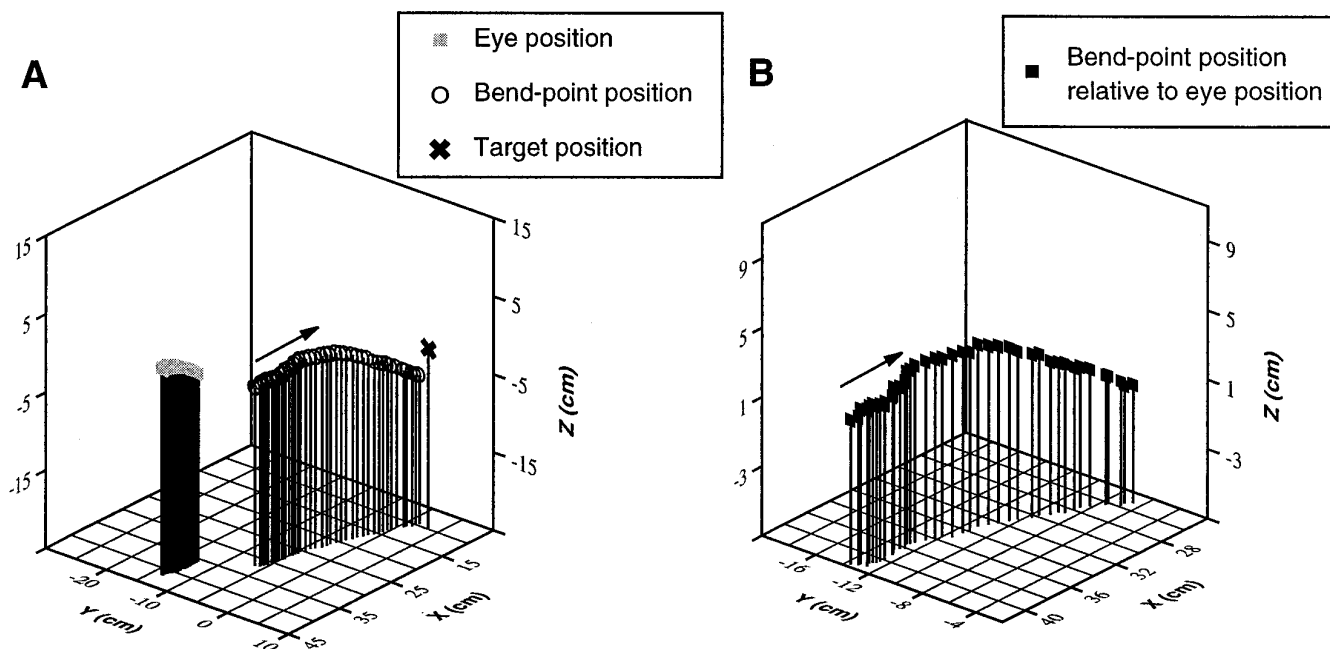 A
Eye position
Bend-point position
Target position
B
Bend-point position
relative to eye position
15
5
-5
-15
15
5
-5
-15
Z (cm)
-20
-10
0
10
Y (cm)
45
35
25
15
X (cm)
9
5
1
-3
9
5
1
-3
Z (cm)
-16
-12
-8
-4
Y (cm)
40
36
32
28
X (cm)